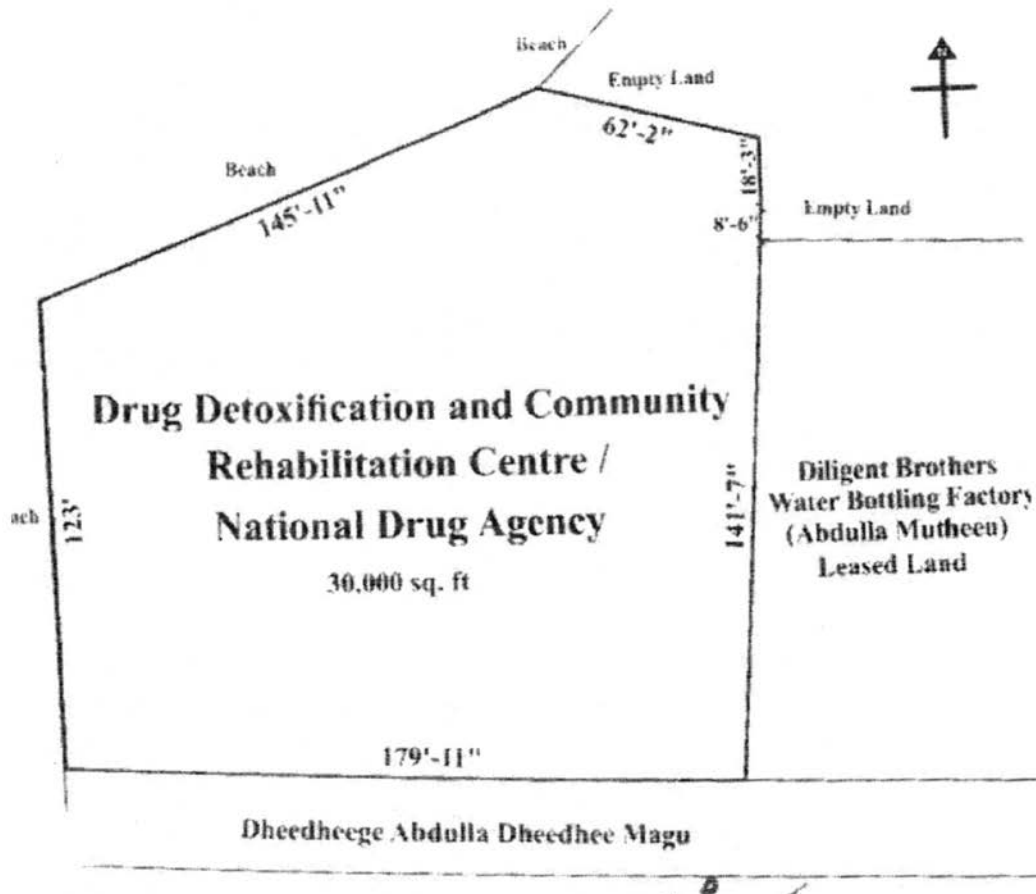 Beach
Empty Land
62'-2"
18'-3"
Beach
145'-11"
Empty Land
8'-6"
Drug Detoxification and Community
Rehabilitation Centre /
National Drug Agency
30,000 sq. ft
ach
123'
141'-7"
Diligent Brothers
Water Bottling Factory
(Abdulla Mutheeu)
Leased Land
179'-11"
Dheedheege Abdulla Dheedhee Magu